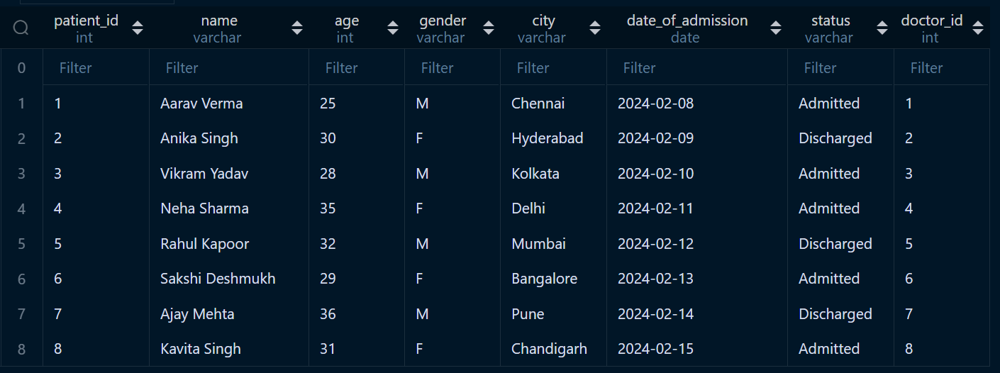 patient_id name age gender city date_of_admission status doctor_id
int varchar int varchar varchar date varchar int
0 Filter Filter Filter Filter Filter Filter Filter Filter
1 1 Aarav Verma 25 M Chennai 2024-02-08 Admitted 1
2 2 Anika Singh 30 F Hyderabad 2024-02-09 Discharged 2
3 3 Vikram Yadav 28 M Kolkata 2024-02-10 Admitted 3
4 4 Neha Sharma 35 F Delhi 2024-02-11 Admitted 4
5 5 Rahul Kapoor 32 M Mumbai 2024-02-12 Discharged 5
6 6 Sakshi Deshmukh 29 F Bangalore 2024-02-13 Admitted 6
7 7 Ajay Mehta 36 M Pune 2024-02-14 Discharged 7
8 8 Kavita Singh 31 F Chandigarh 2024-02-15 Admitted 8